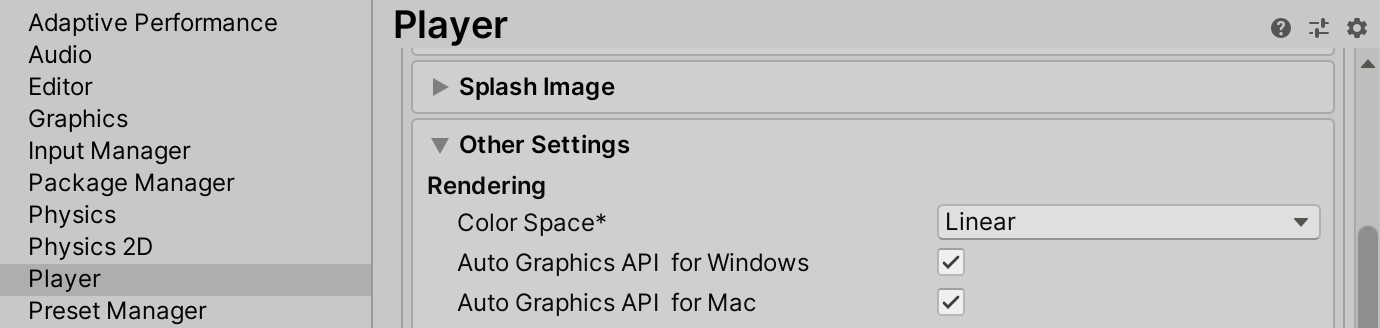 Adaptive Performance
Audio
Editor
Graphics
Input Manager
Package Manager
Physics
Physics 2D
Player
Preset Manager
Player
Splash Image
Other Settings
Rendering
Color Space* Linear
Auto Graphics API  for Windows
Auto Graphics API  for Mac